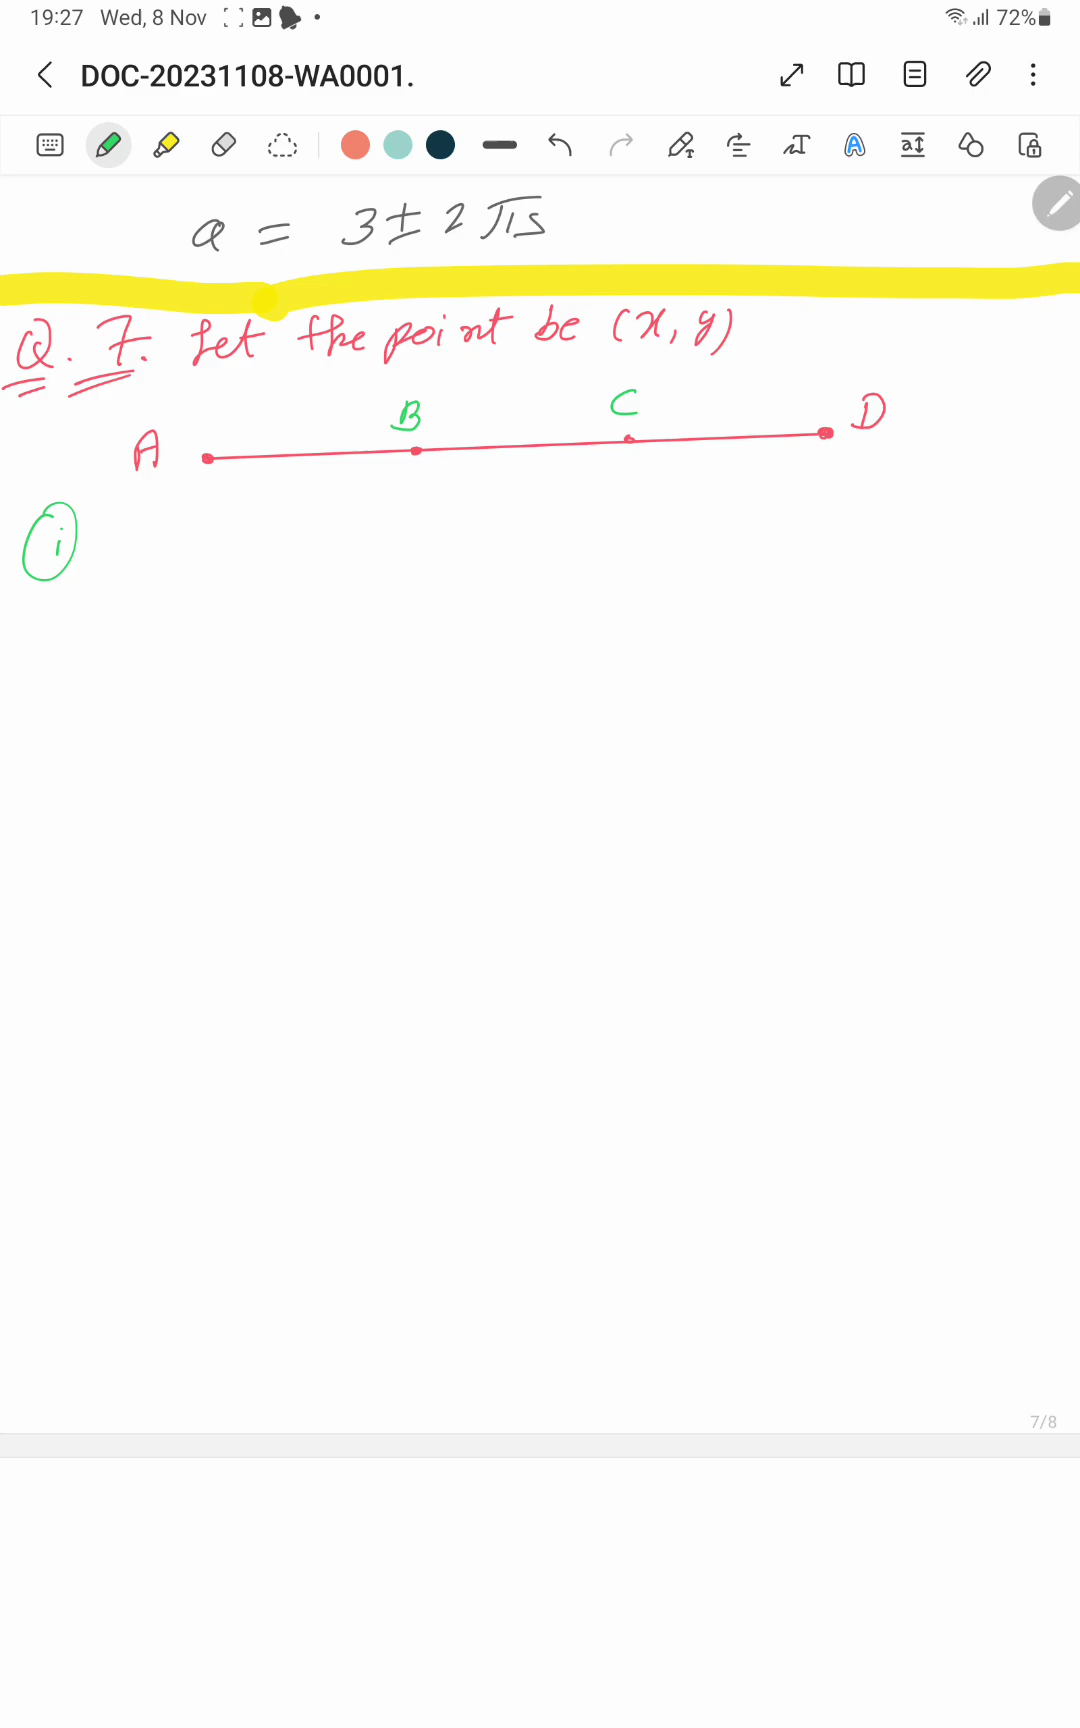 19:27 Wed, 8 Nov 72%
DOC-20231108-WA0001.
a = 3 ± 2 √15
Q. 7. Let the point be (x, y)
A B C D
i
7/8